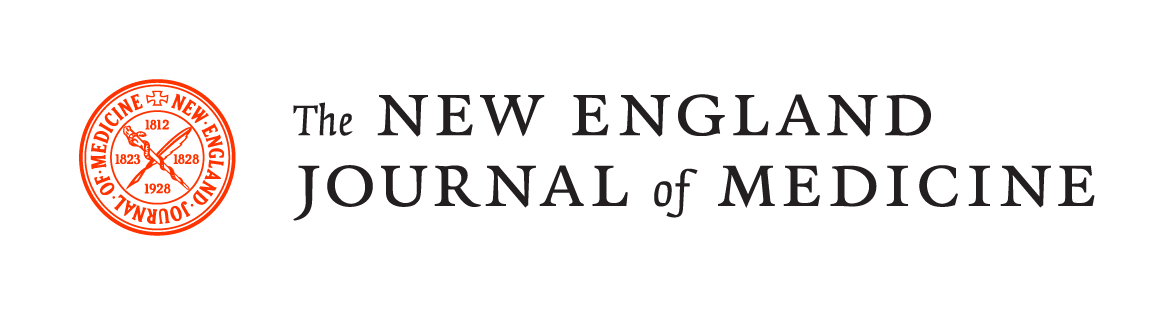 NEW·ENGLAND·JOURNAL·OF·MEDICINE
1812
1823 1828
1928
The NEW ENGLAND
JOURNAL of MEDICINE